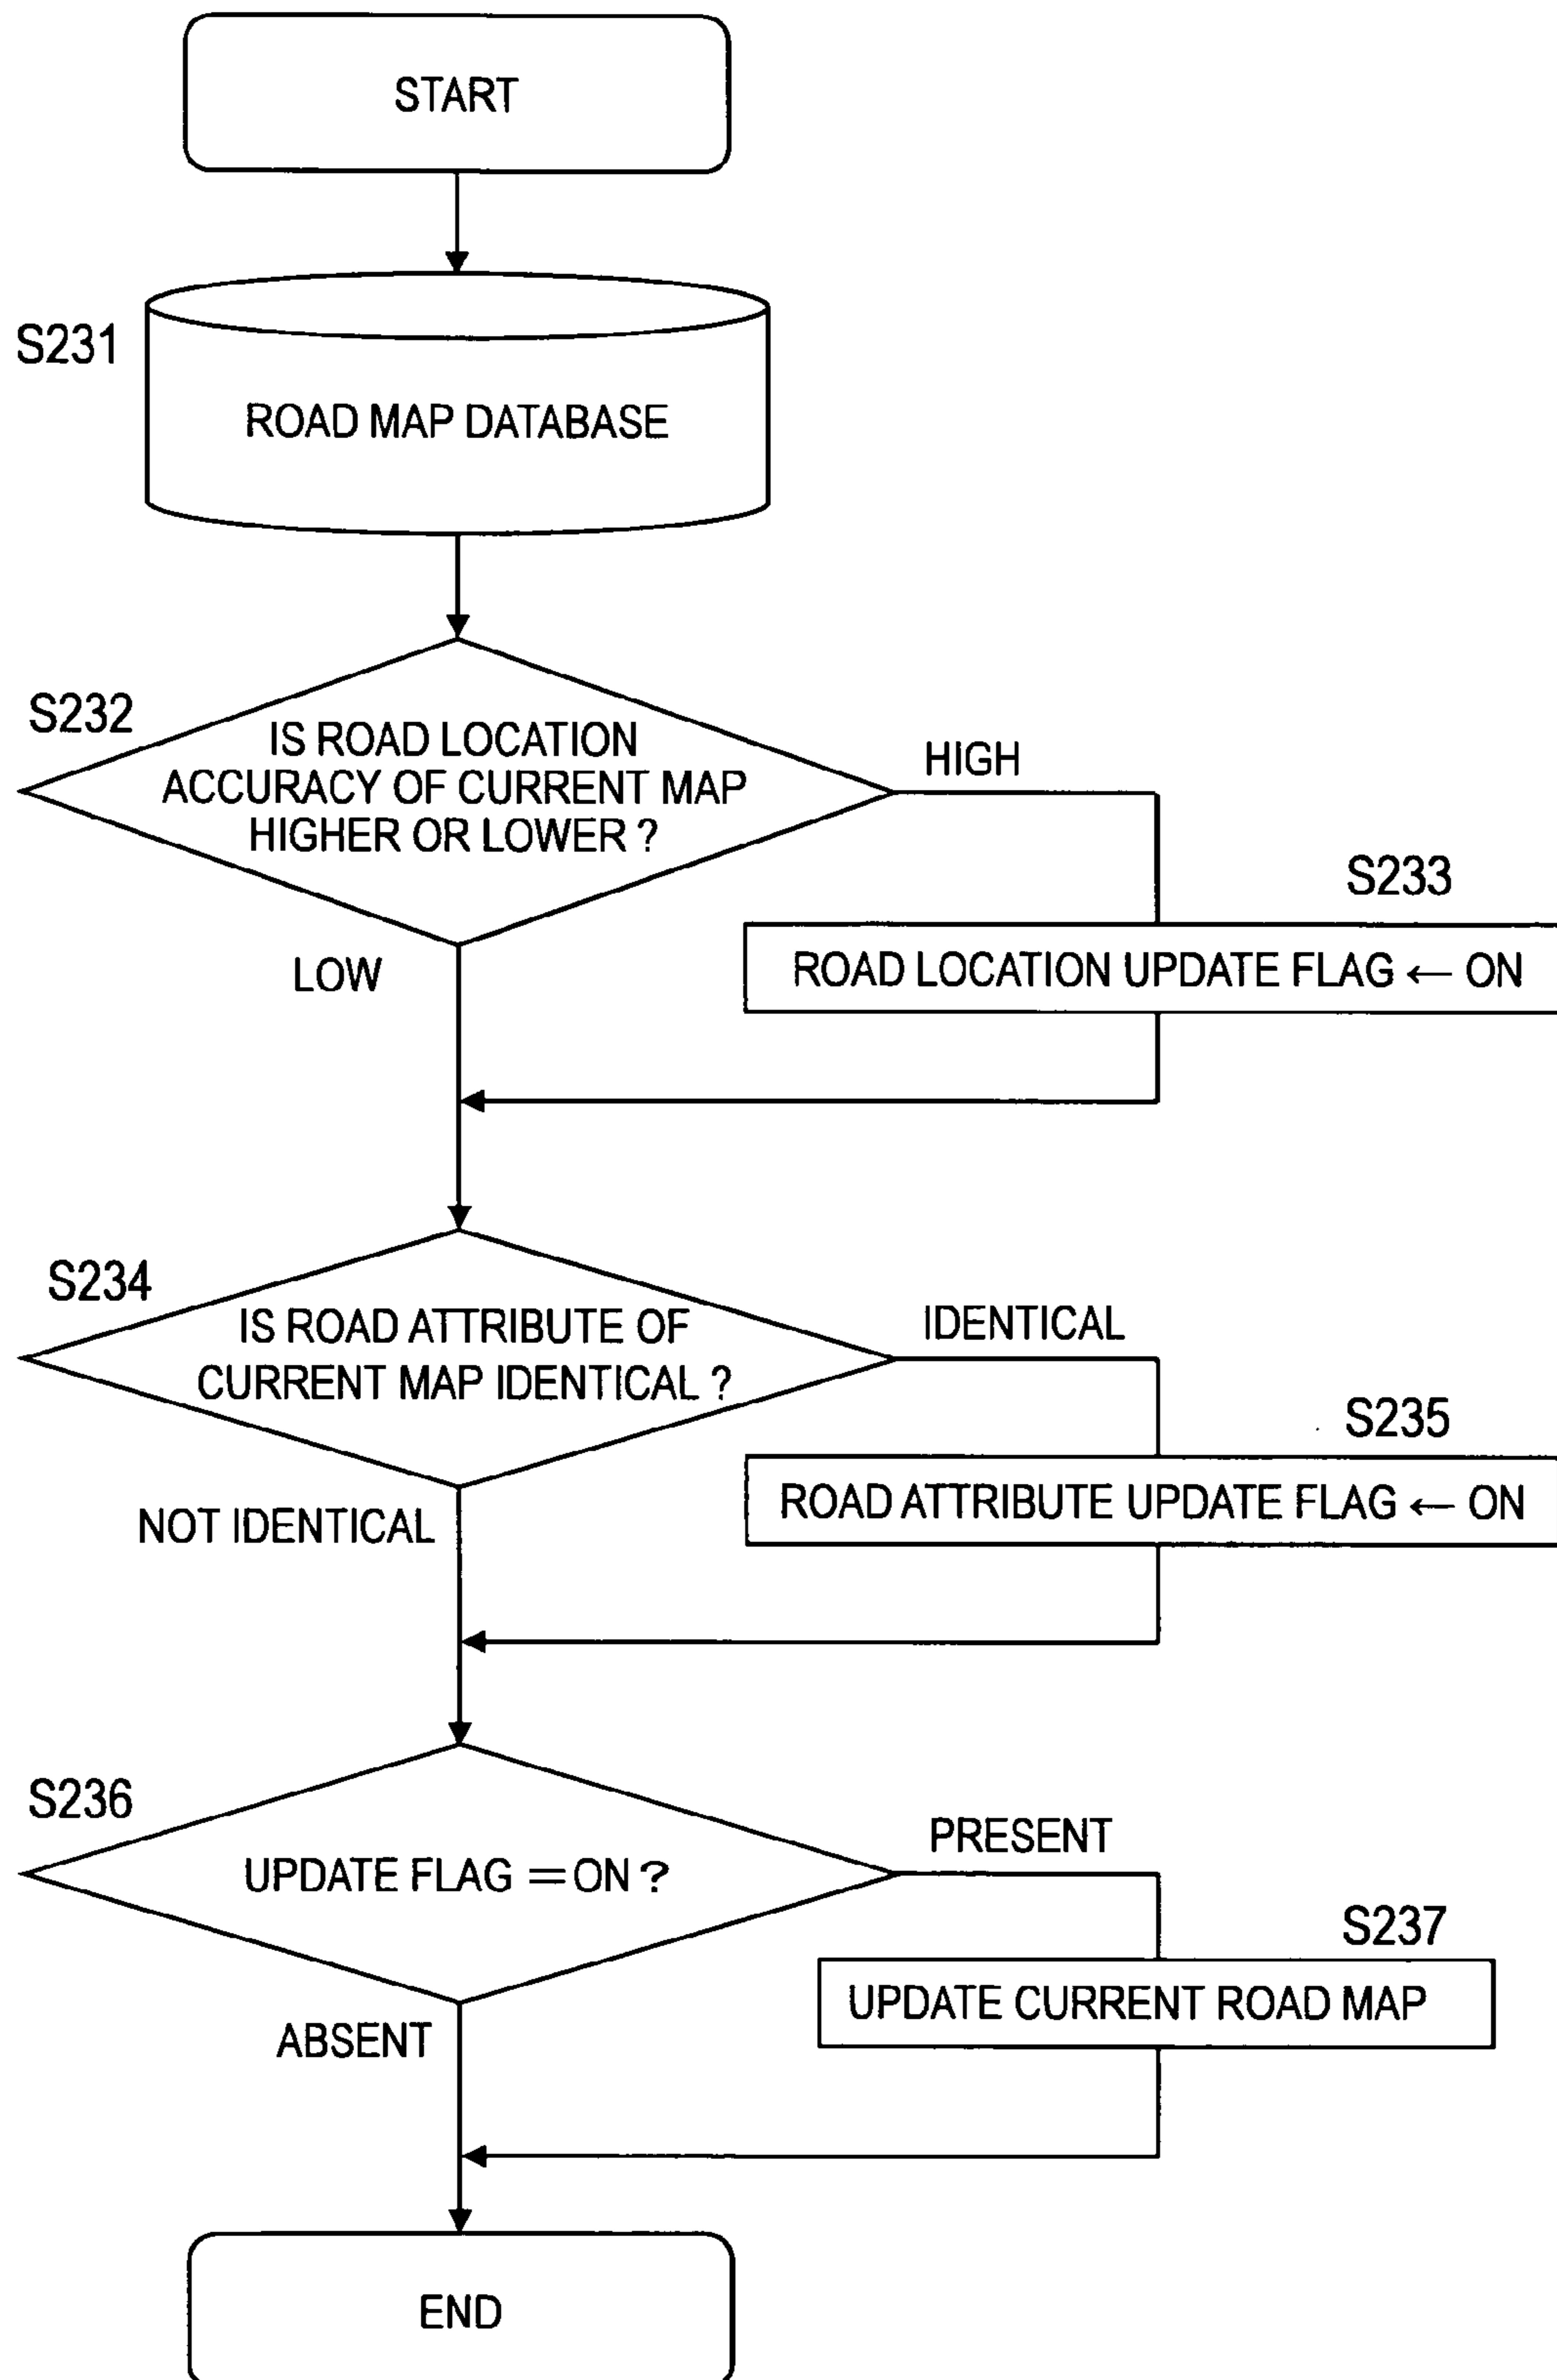 START
S231
ROAD MAP DATABASE
S232
IS ROAD LOCATION
ACCURACY OF CURRENT MAP
HIGHER OR LOWER ?
HIGH
S233
ROAD LOCATION UPDATE FLAG ← ON
LOW
S234
IS ROAD ATTRIBUTE OF
CURRENT MAP IDENTICAL ?
IDENTICAL
S235
ROAD ATTRIBUTE UPDATE FLAG ← ON
NOT IDENTICAL
S236
UPDATE FLAG = ON ?
PRESENT
S237
UPDATE CURRENT ROAD MAP
ABSENT
END